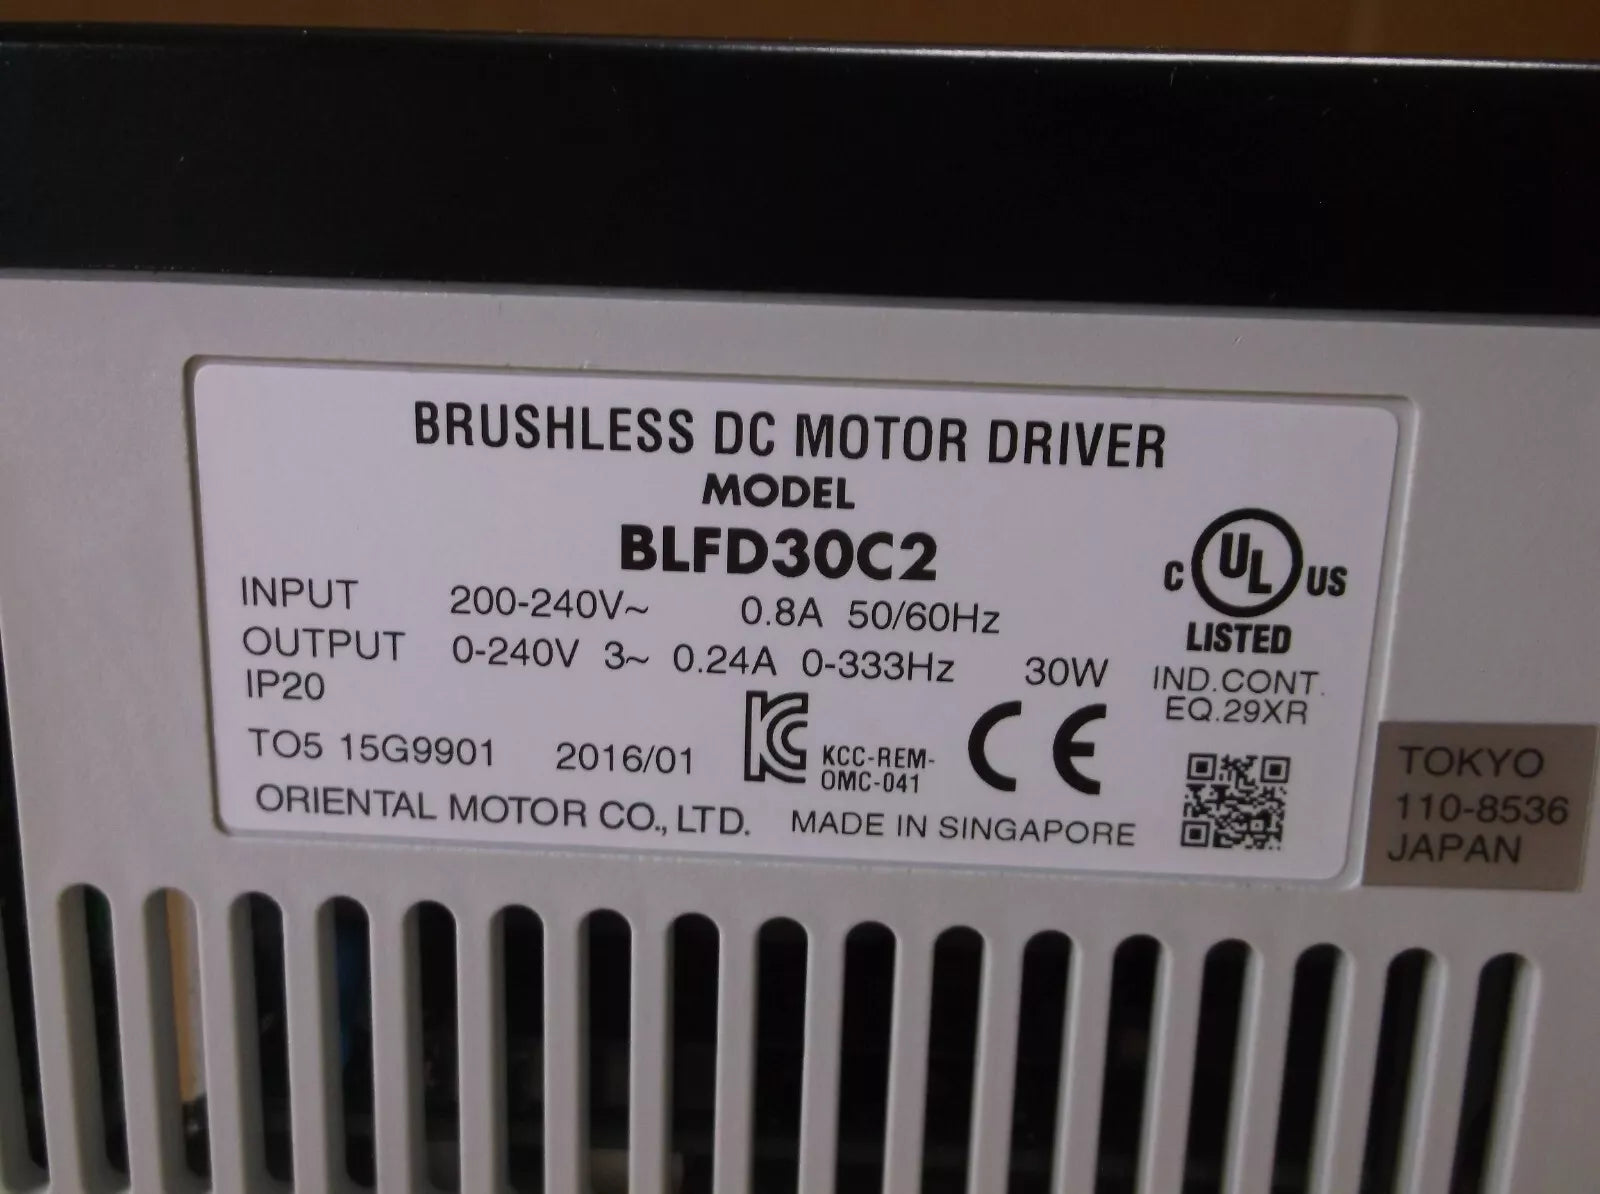 BRUSHLESS DC MOTOR DRIVER
MODEL
BLFD30C2
INPUT 200-240V~ 0.8A 50/60Hz
OUTPUT 0-240V 3~ 0.24A 0-333Hz 30W
IP20
TO5 15G9901 2016/01
KCC-REM-
OMC-041
CE
ORIENTAL MOTOR CO., LTD. MADE IN SINGAPORE
C UL US
LISTED
IND.CONT.
EQ.29XR
TOKYO
110-8536
JAPAN